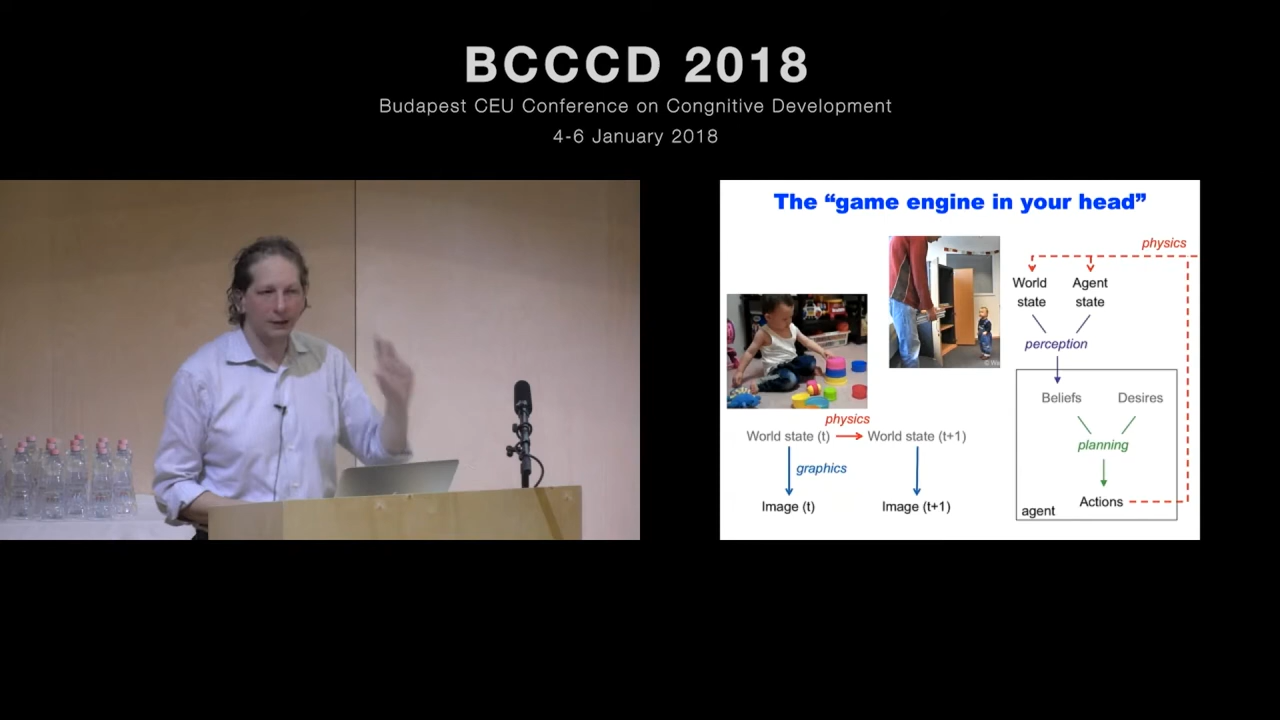 BCCCD 2018
Budapest CEU Conference on Congnitive Development
4-6 January 2018
The “game engine in your head”
physics
World state
Agent state
perception
Beliefs
Desires
planning
Actions
agent
physics
World state (t)
World state (t+1)
graphics
Image (t)
Image (t+1)